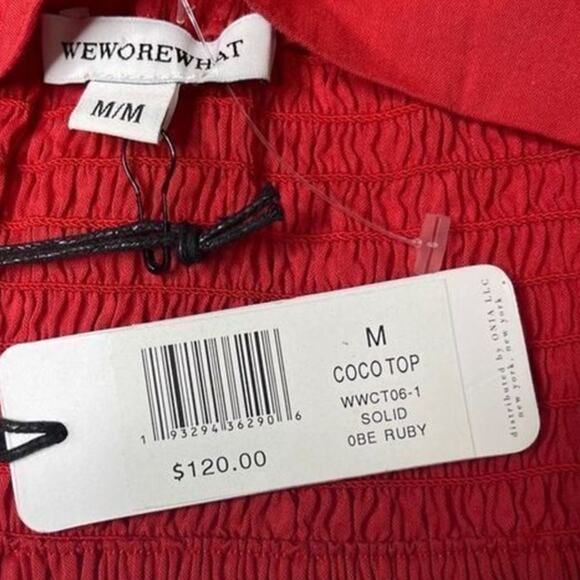 WEWOREWHAT
M/M
M
COCO TOP
WWCT06-1
SOLID
0BE RUBY
1 93294 36290 6
$120.00
distributed by ONIA LLC
new york, new york